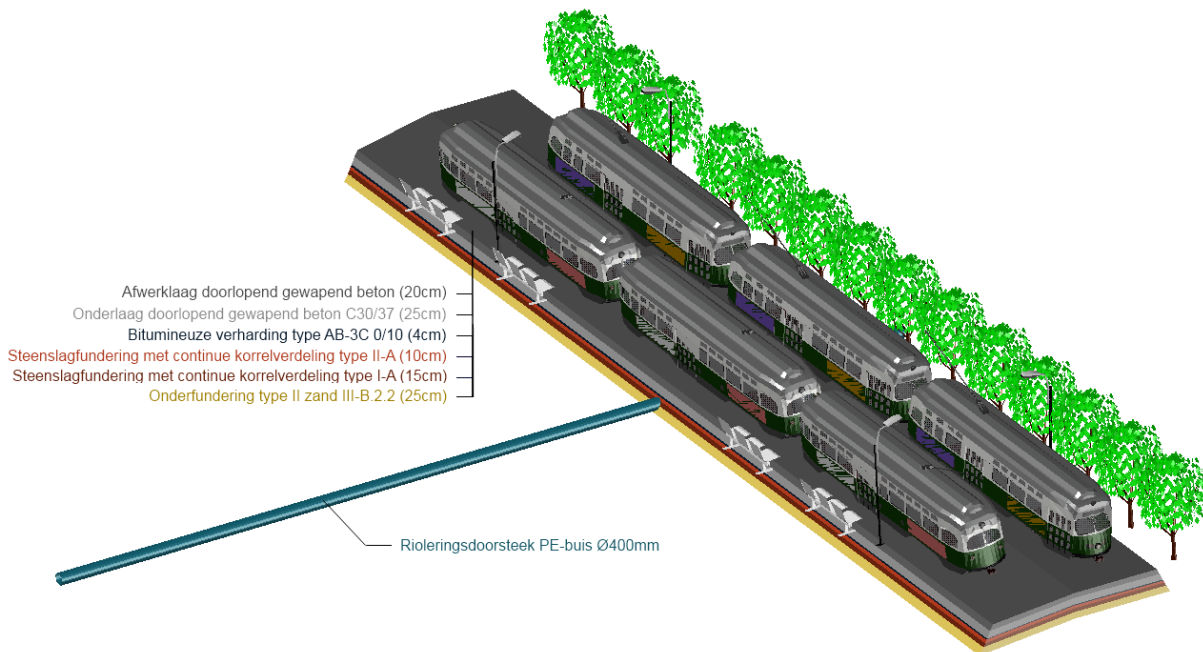 Afwerklaag doorlopend gewapend beton (20cm)
Onderlaag doorlopend gewapend beton C30/37 (25cm)
Bitumineuze verharding type AB-3C 0/10 (4cm)
Steenslagfundering met continue korrelverdeling type II-A (10cm)
Steenslagfundering met continue korrelverdeling type I-A (15cm)
Onderfundering type II zand III-B.2.2 (25cm)
Rioleringsdoorsteek PE-buis Ø400mm